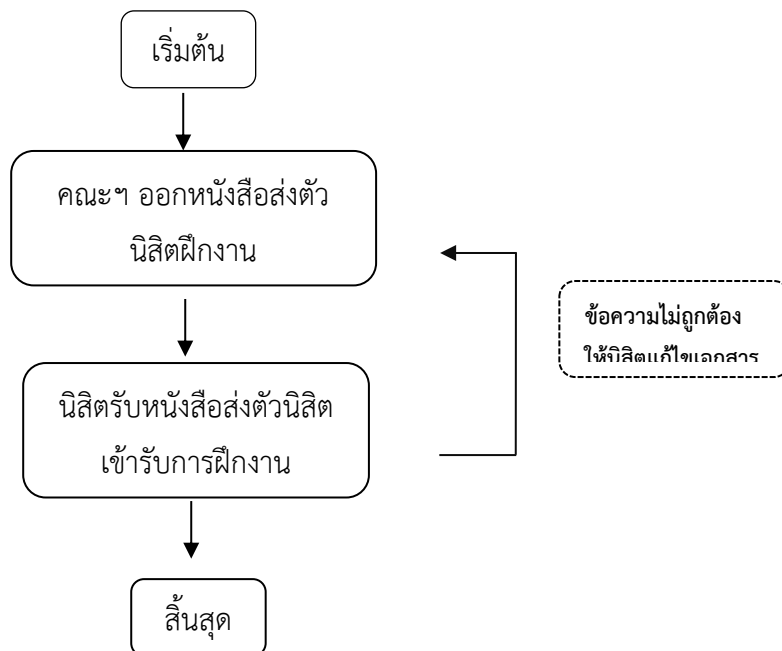 เริ่มต้น
คณะฯ ออกหนังสือส่งตัว
นิสิตฝึกงาน
ข้อความไม่ถูกต้อง
ให้นิสิตแก้ไขเอกสาร
นิสิตรับหนังสือส่งตัวนิสิต
เข้ารับการฝึกงาน
สิ้นสุด